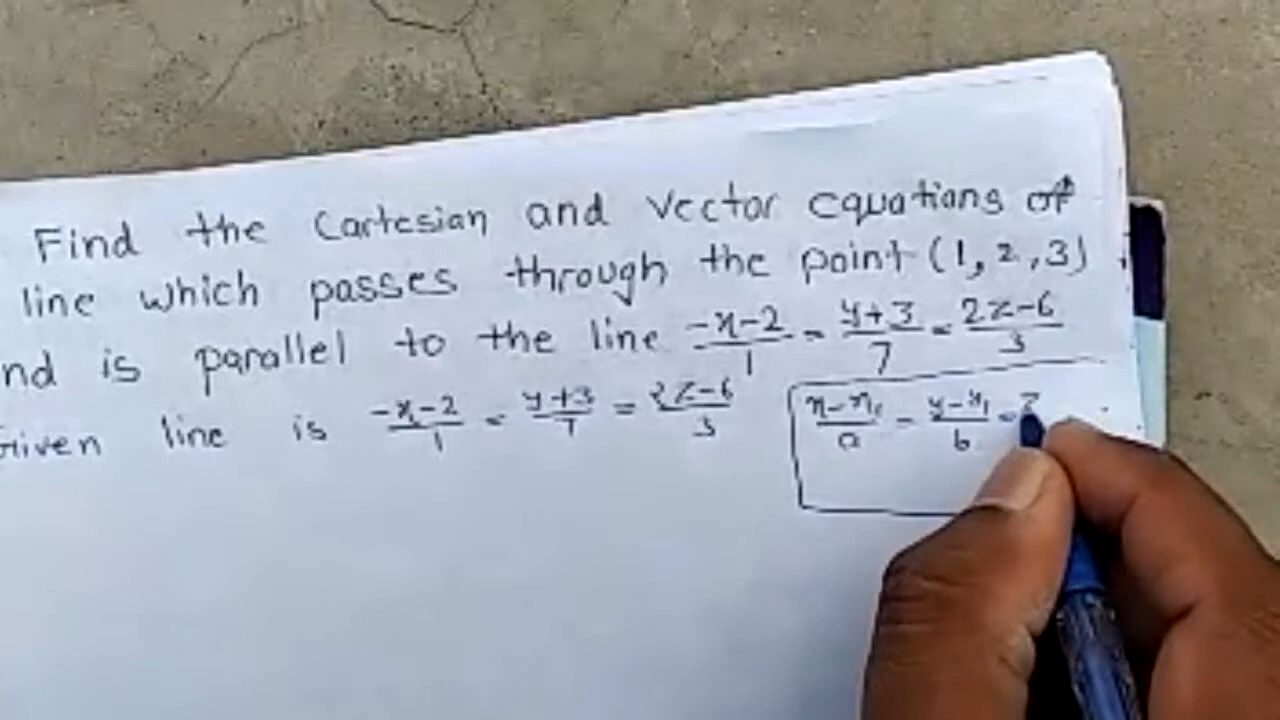 Find the Cartesian and Vector equations of
line which passes through the point (1, 2, 3)
nd is parallel to the line -x-2/1 = y+3/7 = 2z-6/3
Given line is -x-2/1 = y+3/7 = 2z-6/3
x-x₁/a = y-y₁/b = z